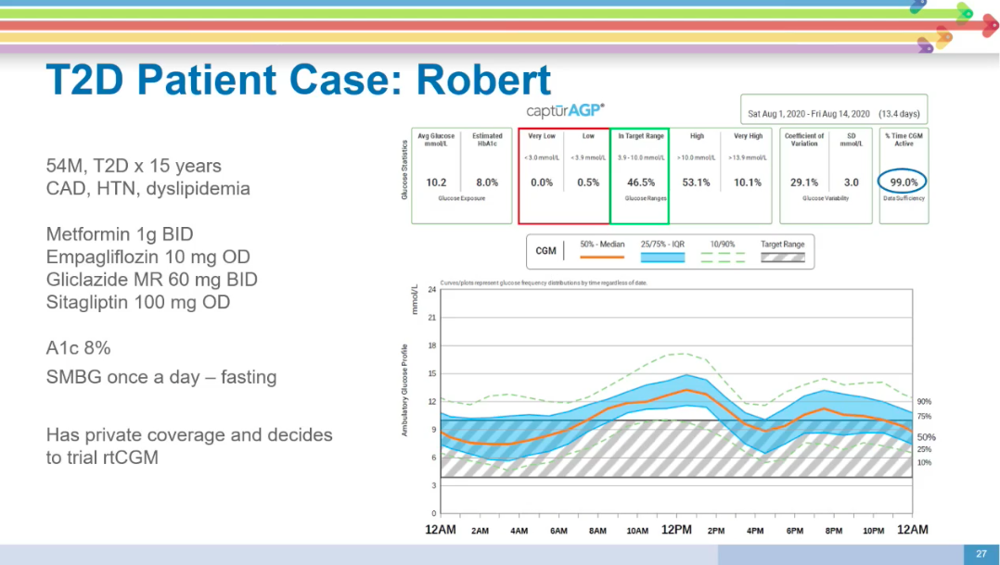 T2D Patient Case: Robert
captūrAGP®
Sat Aug 1, 2020 - Fri Aug 14, 2020 (13.4 days)
54M, T2D x 15 years
CAD, HTN, dyslipidemia
Metformin 1g BID
Empagliflozin 10 mg OD
Gliclazide MR 60 mg BID
Sitagliptin 100 mg OD
A1c 8%
SMBG once a day – fasting
Has private coverage and decides
to trial rtCGM
Glucose Statistics
Avg Glucose
mmol/L
10.2
Estimated
HbA1c
8.0%
Glucose Exposure
Very Low
<3.0 mmol/L
0.0%
Low
<3.9 mmol/L
0.5%
In Target Range
3.9 - 10.0 mmol/L
46.5%
High
>10.0 mmol/L
53.1%
Very High
>13.9 mmol/L
10.1%
Glucose Ranges
Coefficient of
Variation
29.1%
SD
mmol/L
3.0
Glucose Variability
% Time CGM
Active
99.0%
Data Sufficiency
CGM
50% - Median
25/75% - IQR
10/90%
Target Range
Curves/plots represent glucose frequency distributions by time regardless of date.
mmol/L
Ambulatory Glucose Profile
24
21
18
15
12
9
6
3
0
90%
75%
50%
25%
10%
12AM 2AM 4AM 6AM 8AM 10AM 12PM 2PM 4PM 6PM 8PM 10PM 12AM
27